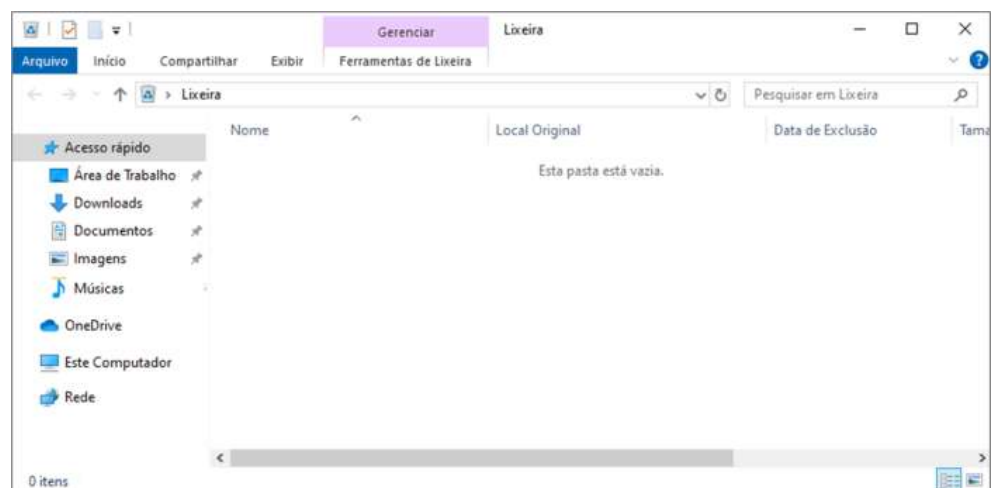 Gerenciar Lixeira
Arquivo Início Compartilhar Exibir Ferramentas de Lixeira
Lixeira Pesquisar em Lixeira
Nome Local Original Data de Exclusão Tama
Esta pasta está vazia.
Acesso rápido
Área de Trabalho
Downloads
Documentos
Imagens
Músicas
OneDrive
Este Computador
Rede
0 itens